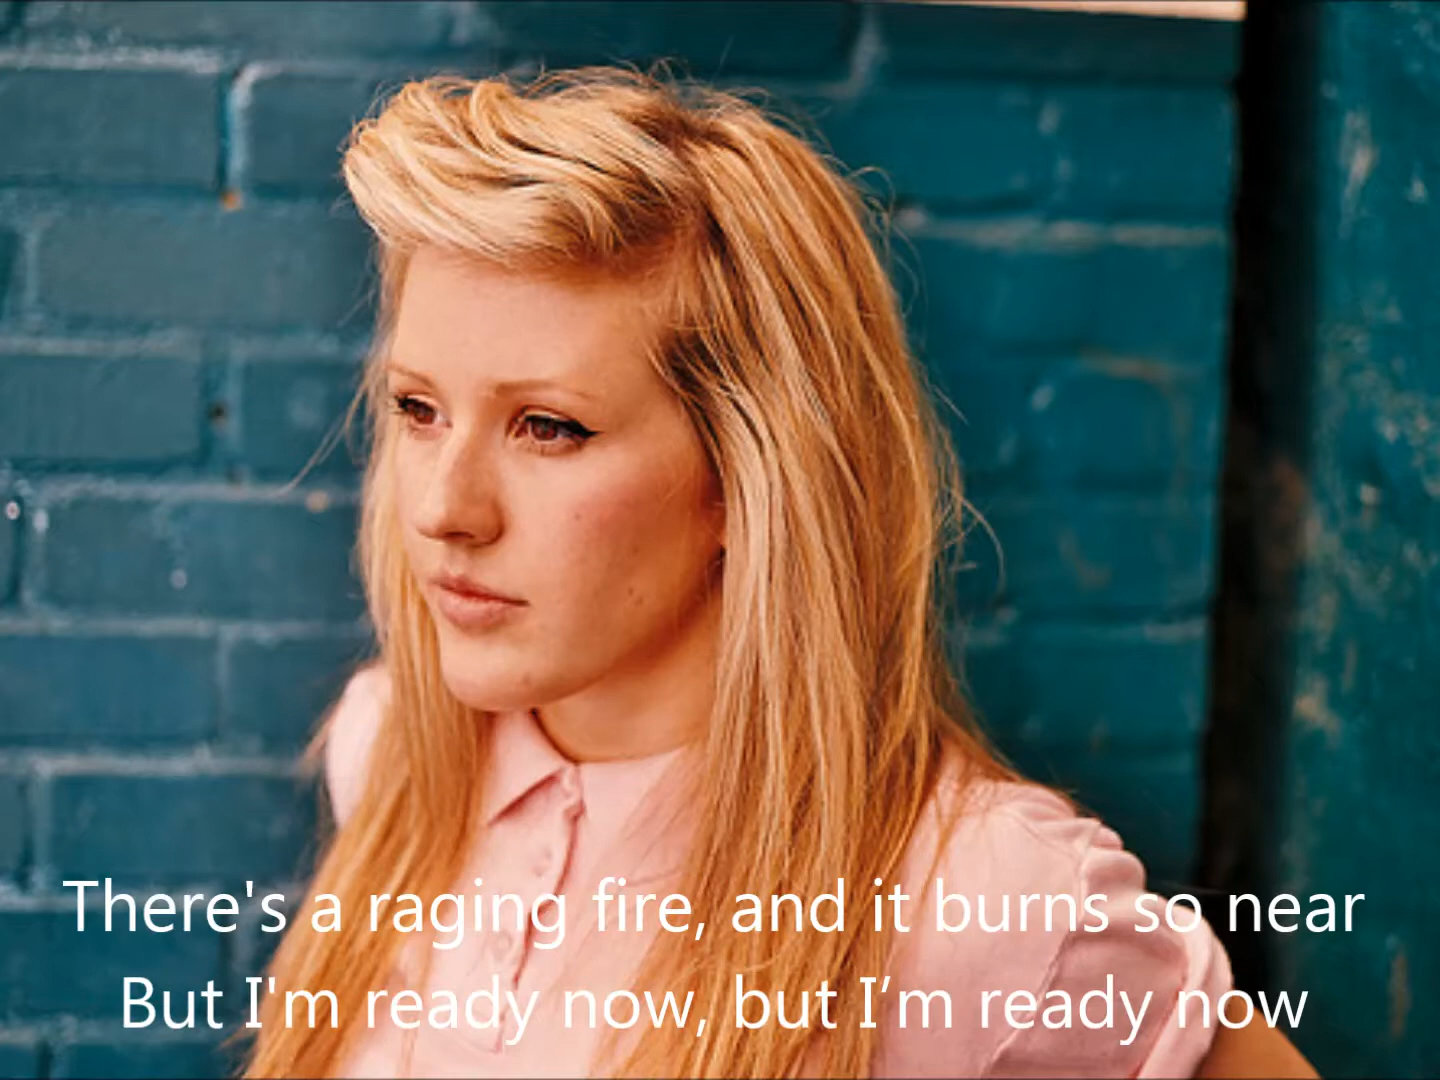 There's a raging fire, and it burns so near
But I'm ready now, but I’m ready now